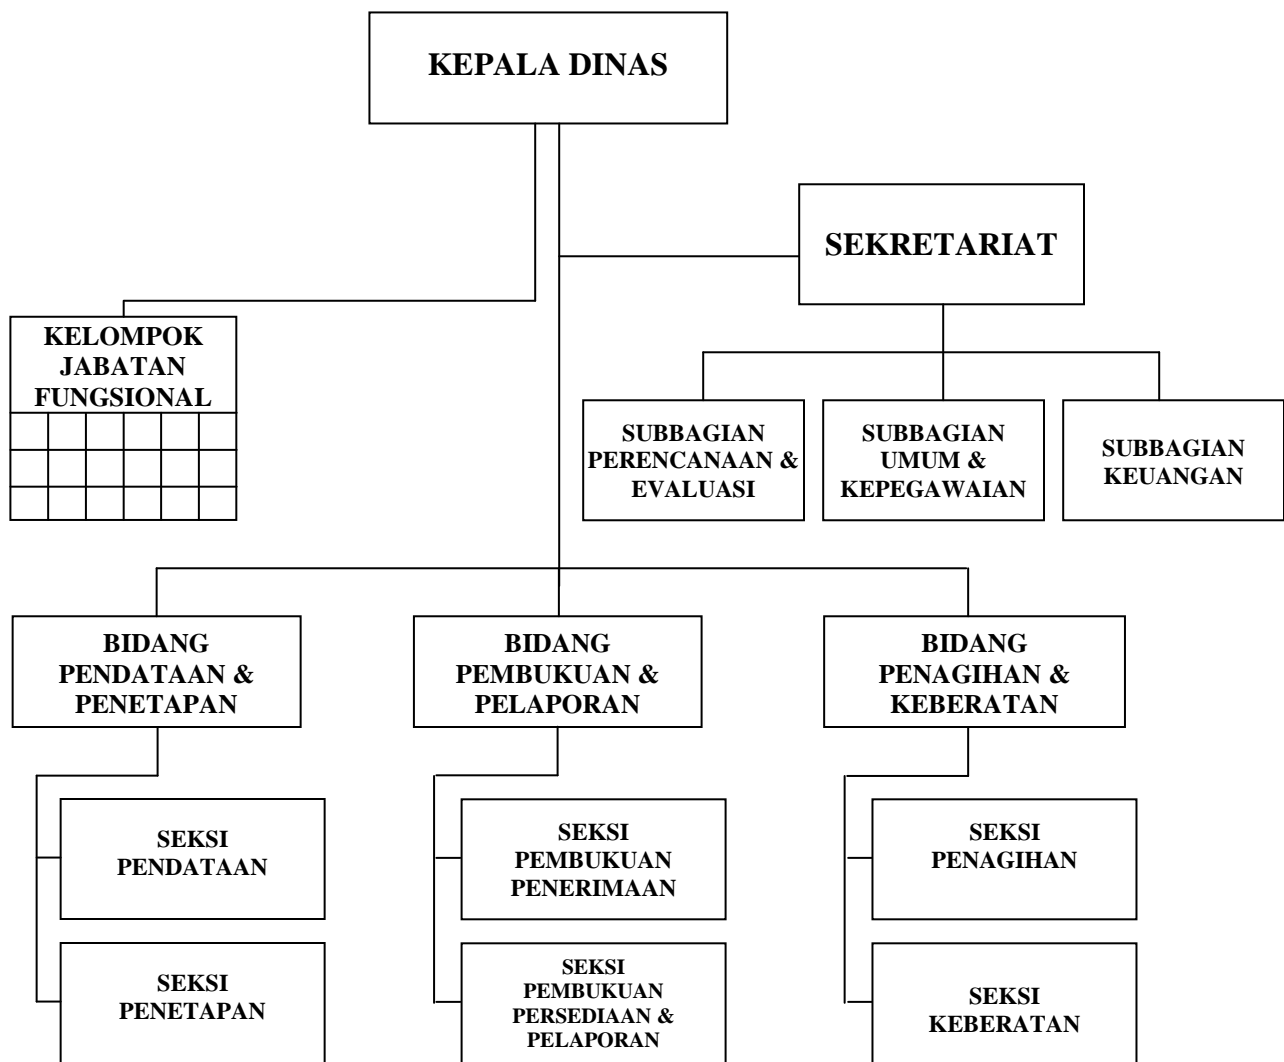 KEPALA DINAS
SEKRETARIAT
KELOMPOK
JABATAN
FUNGSIONAL
SUBBAGIAN
PERENCANAAN &
EVALUASI
SUBBAGIAN
UMUM &
KEPEGAWAIAN
SUBBAGIAN
KEUANGAN
BIDANG
PENDATAAN &
PENETAPAN
BIDANG
PEMBUKUAN &
PELAPORAN
BIDANG
PENAGIHAN &
KEBERATAN
SEKSI
PENDATAAN
SEKSI
PEMBUKUAN
PENERIMAAN
SEKSI
PENAGIHAN
SEKSI
PENETAPAN
SEKSI
PEMBUKUAN
PERSEDIAAN &
PELAPORAN
SEKSI
KEBERATAN